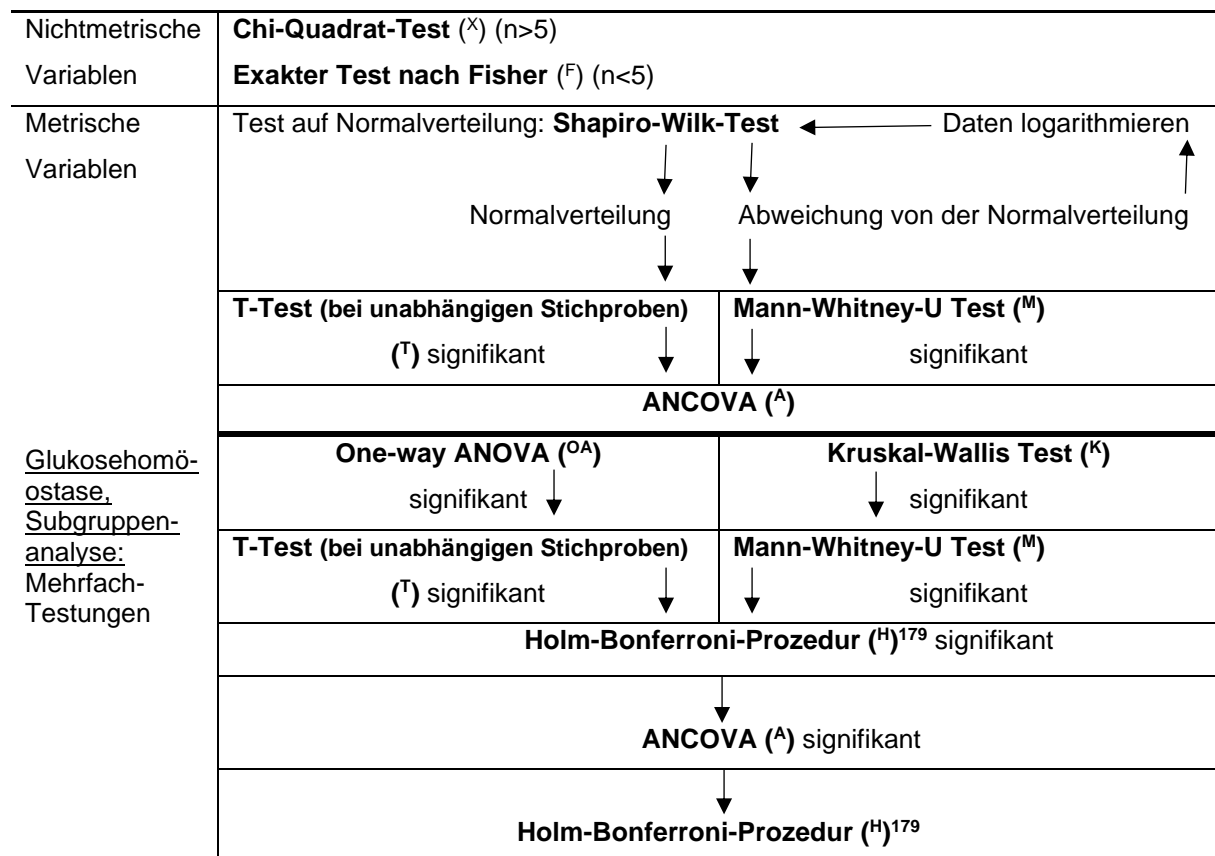 Nichtmetrische Variablen
Chi-Quadrat-Test (X) (n>5)
Exakter Test nach Fisher (F) (n<5)
Metrische Variablen
Test auf Normalverteilung: Shapiro-Wilk-Test Daten logarithmieren
Normalverteilung Abweichung von der Normalverteilung
T-Test (bei unabhängigen Stichproben)
(T) signifikant
Mann-Whitney-U Test (M)
signifikant
ANCOVA (A)
Glukosehomö-
ostase,
Subgruppen-
analyse:
Mehrfach-
Testungen
One-way ANOVA (OA)
signifikant
Kruskal-Wallis Test (K)
signifikant
T-Test (bei unabhängigen Stichproben)
(T) signifikant
Mann-Whitney-U Test (M)
signifikant
Holm-Bonferroni-Prozedur (H)179 signifikant
ANCOVA (A) signifikant
Holm-Bonferroni-Prozedur (H)179